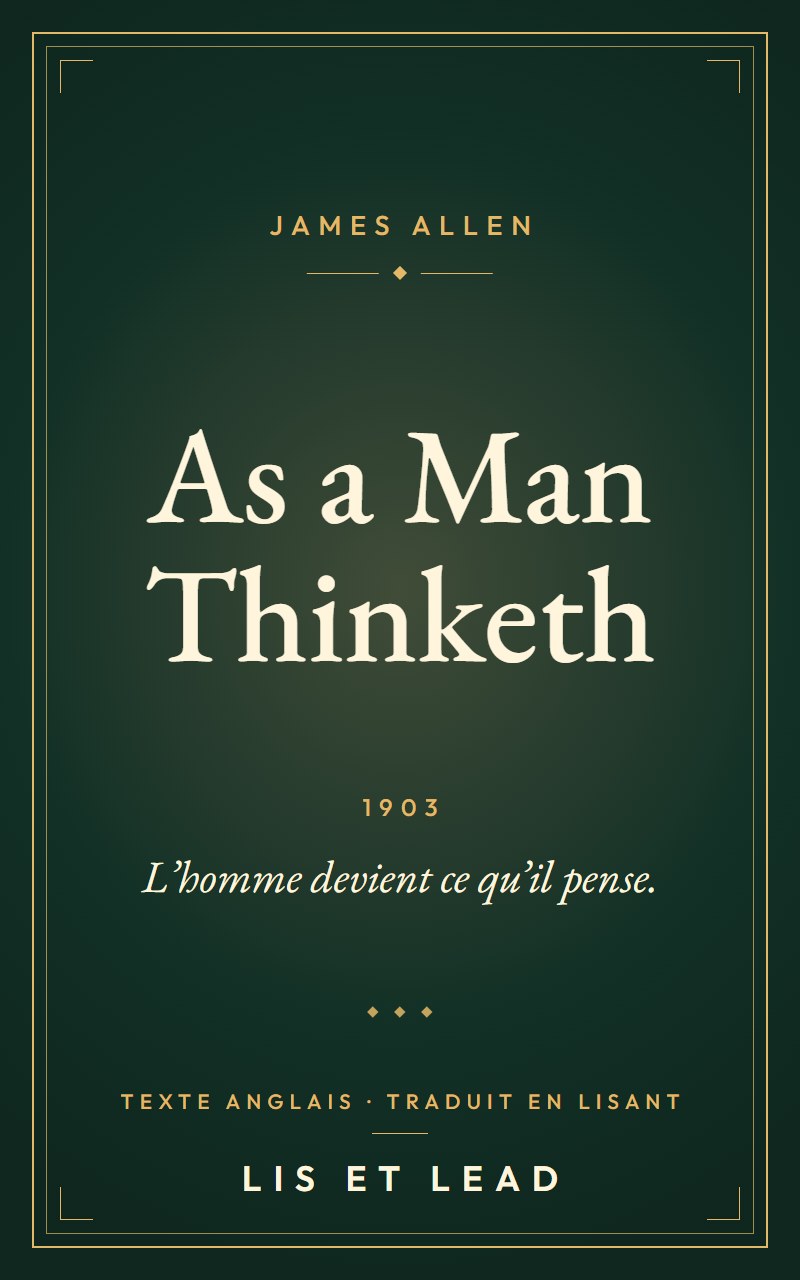 JAMES ALLEN
As a Man
Thinketh
1903
L’homme devient ce qu’il pense.
TEXTE ANGLAIS · TRADUIT EN LISANT
LIS ET LEAD